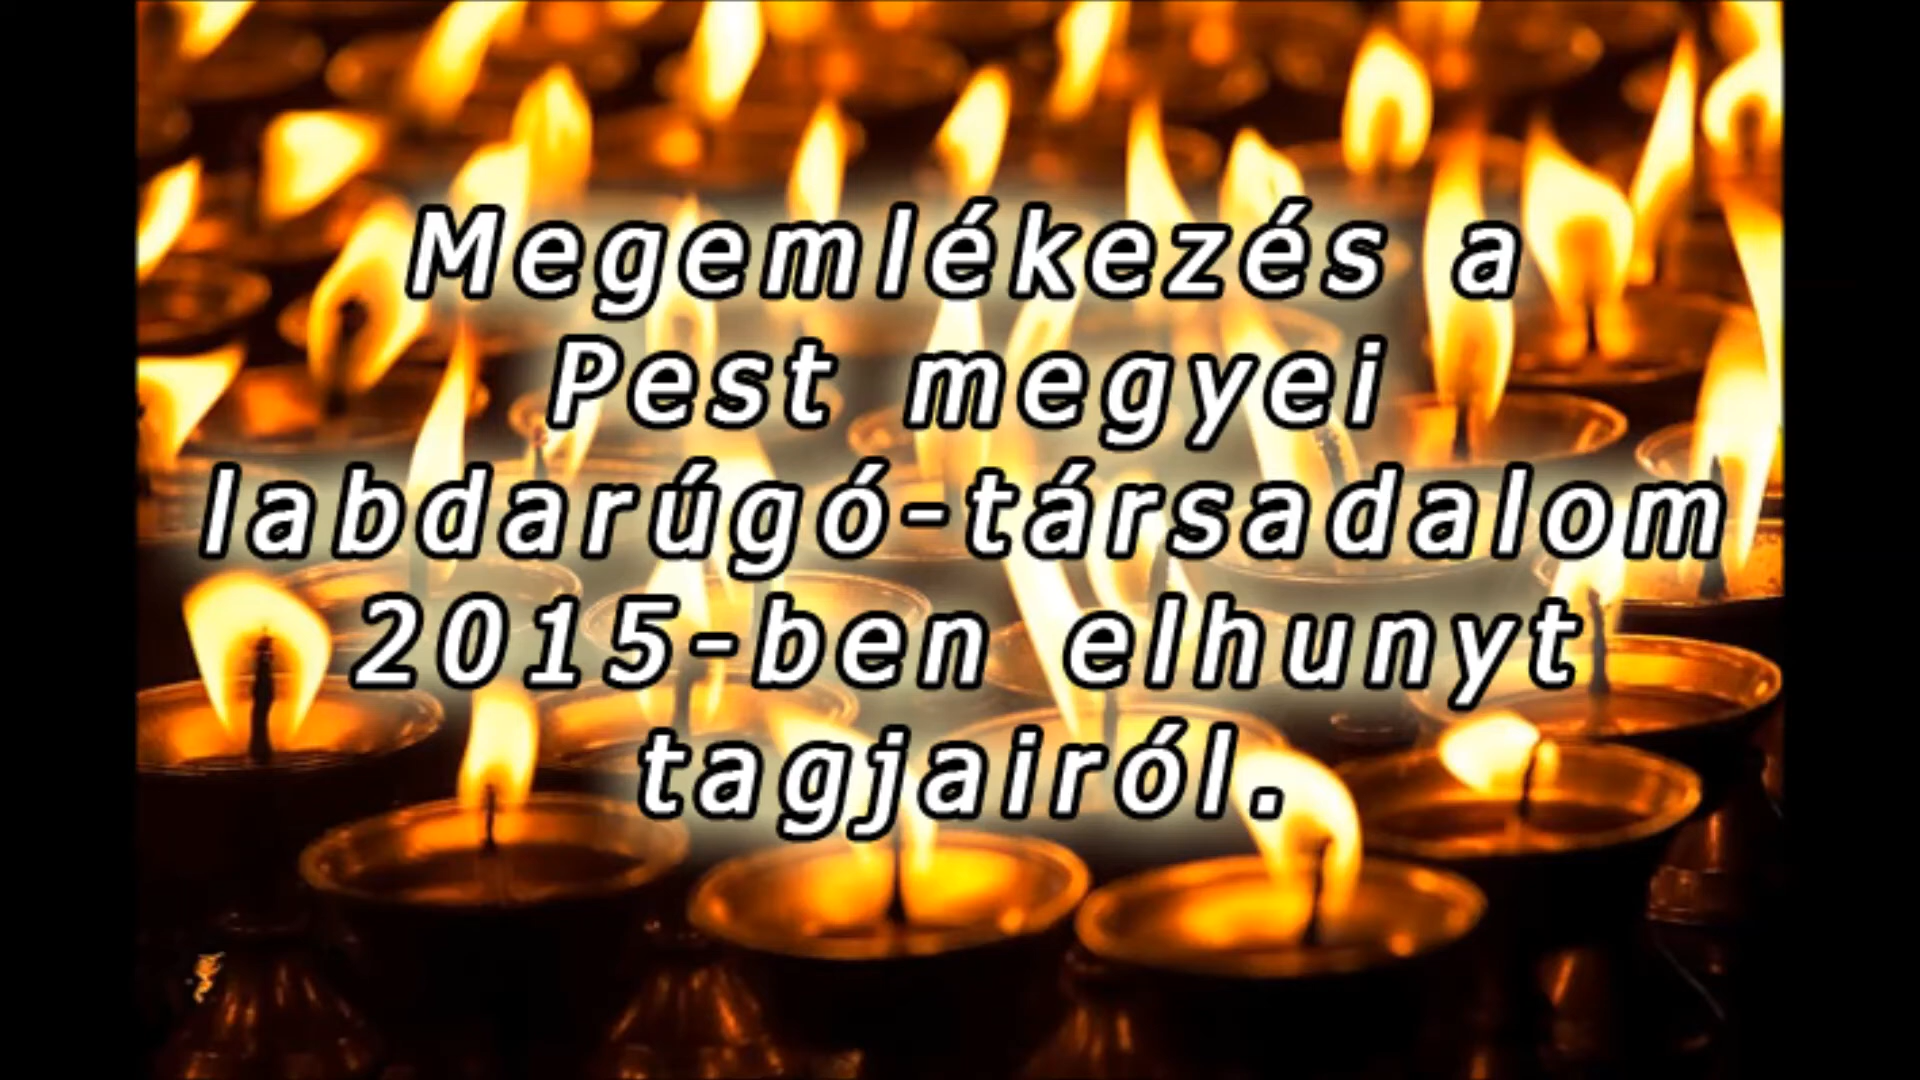 Megemlékezés a
Pest megyei
labdarúgó-társadalom
2015-ben elhunyt
tagjairól.